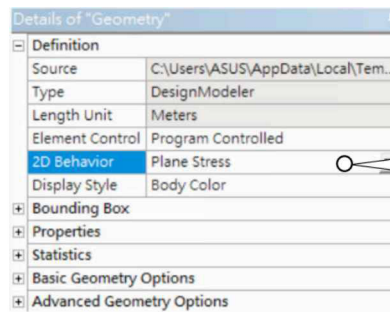 Details of "Geometry"
Definition
Source C:\Users\ASUS\AppData\Local\Tem..
Type DesignModeler
Length Unit Meters
Element Control Program Controlled
2D Behavior Plane Stress
Display Style Body Color
Bounding Box
Properties
Statistics
Basic Geometry Options
Advanced Geometry Options